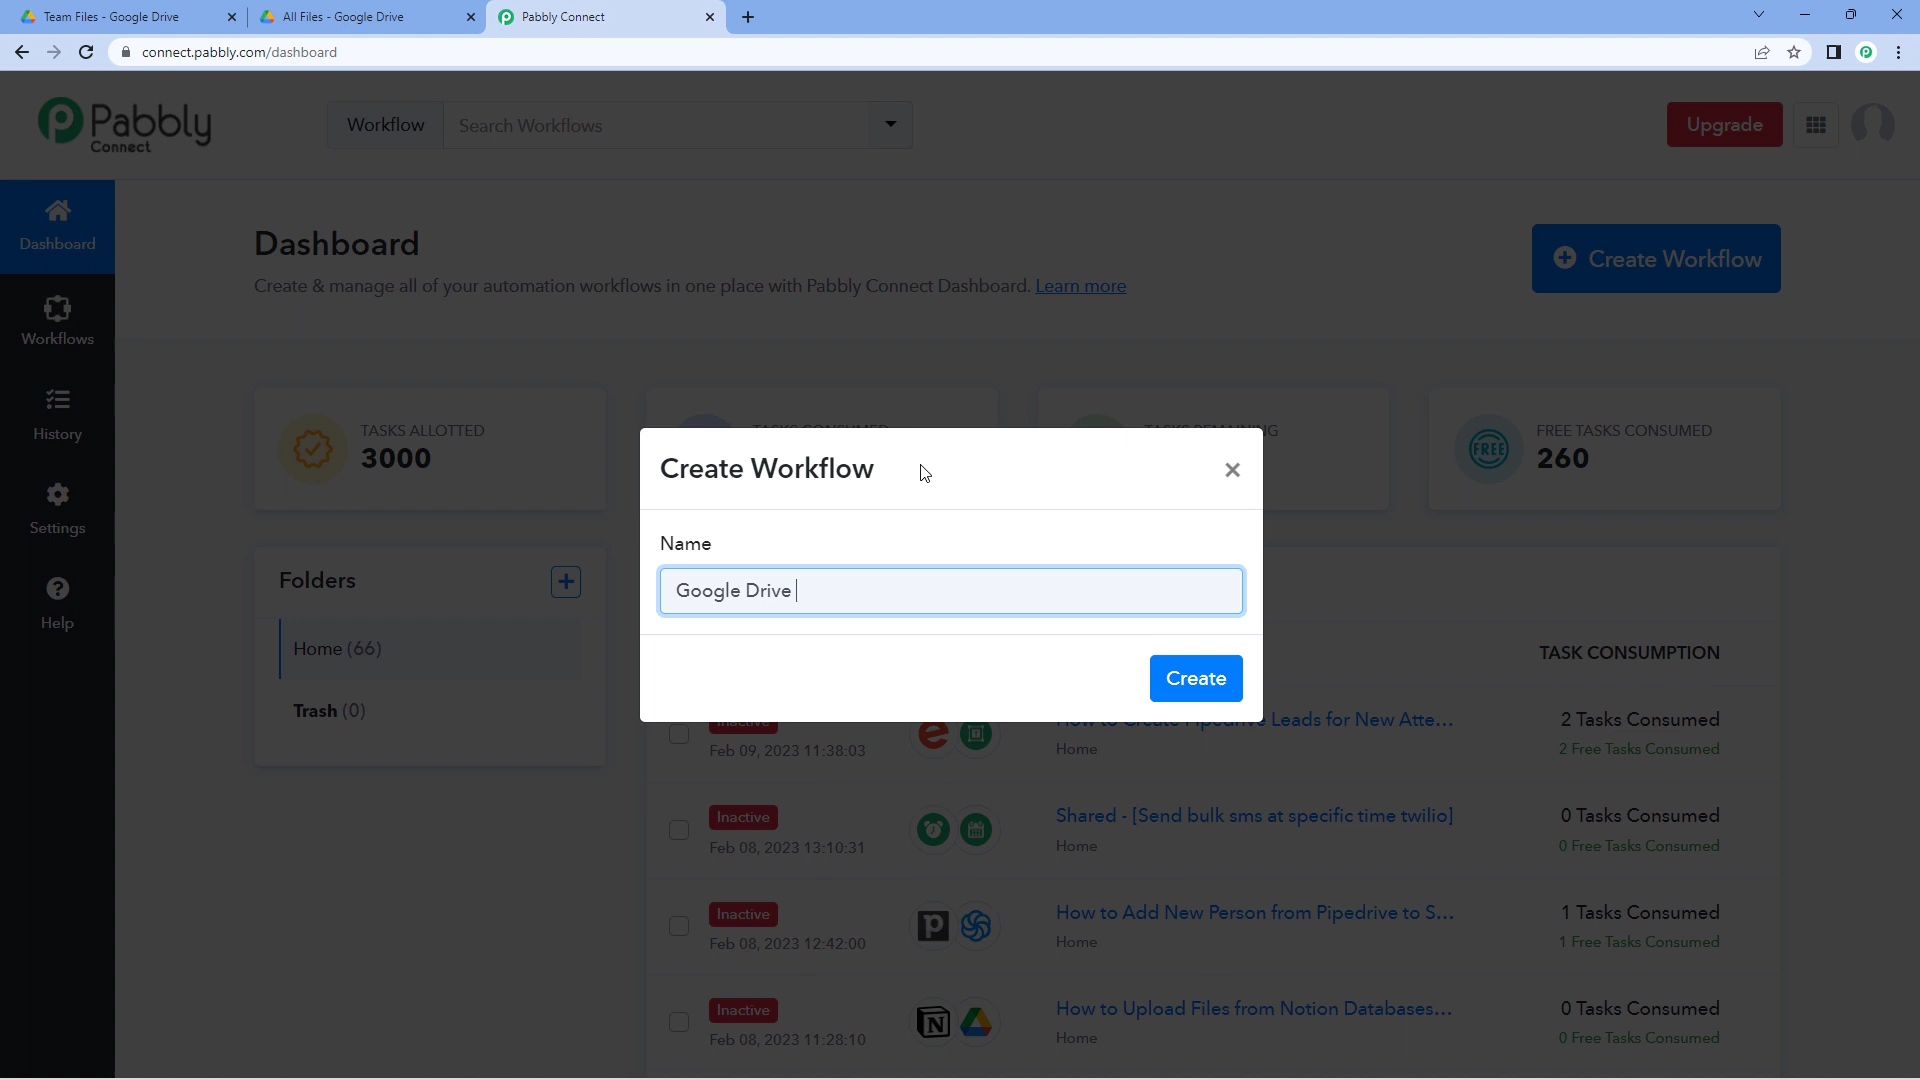 Team Files - Google Drive
All Files - Google Drive
Pabbly Connect
connect.pabbly.com/dashboard
Pabbly
Connect
Workflow
Search Workflows
Upgrade
Dashboard
Workflows
History
Settings
Help
Dashboard
Create & manage all of your automation workflows in one place with Pabbly Connect Dashboard. Learn more
Create Workflow
TASKS ALLOTTED
3000
TASKS CONSUMED
TASKS REMAINING
FREE
FREE TASKS CONSUMED
260
Folders
Home (66)
Trash (0)
Create Workflow
Name
Google Drive
Create
TASK CONSUMPTION
Inactive
Feb 09, 2023 11:38:03
How to Create Pipedrive Leads for New Atte...
Home
2 Tasks Consumed
2 Free Tasks Consumed
Inactive
Feb 08, 2023 13:10:31
Shared - [Send bulk sms at specific time twilio]
Home
0 Tasks Consumed
0 Free Tasks Consumed
Inactive
Feb 08, 2023 12:42:00
How to Add New Person from Pipedrive to S...
Home
1 Tasks Consumed
1 Free Tasks Consumed
Inactive
Feb 08, 2023 11:28:10
How to Upload Files from Notion Databases...
Home
0 Tasks Consumed
0 Free Tasks Consumed